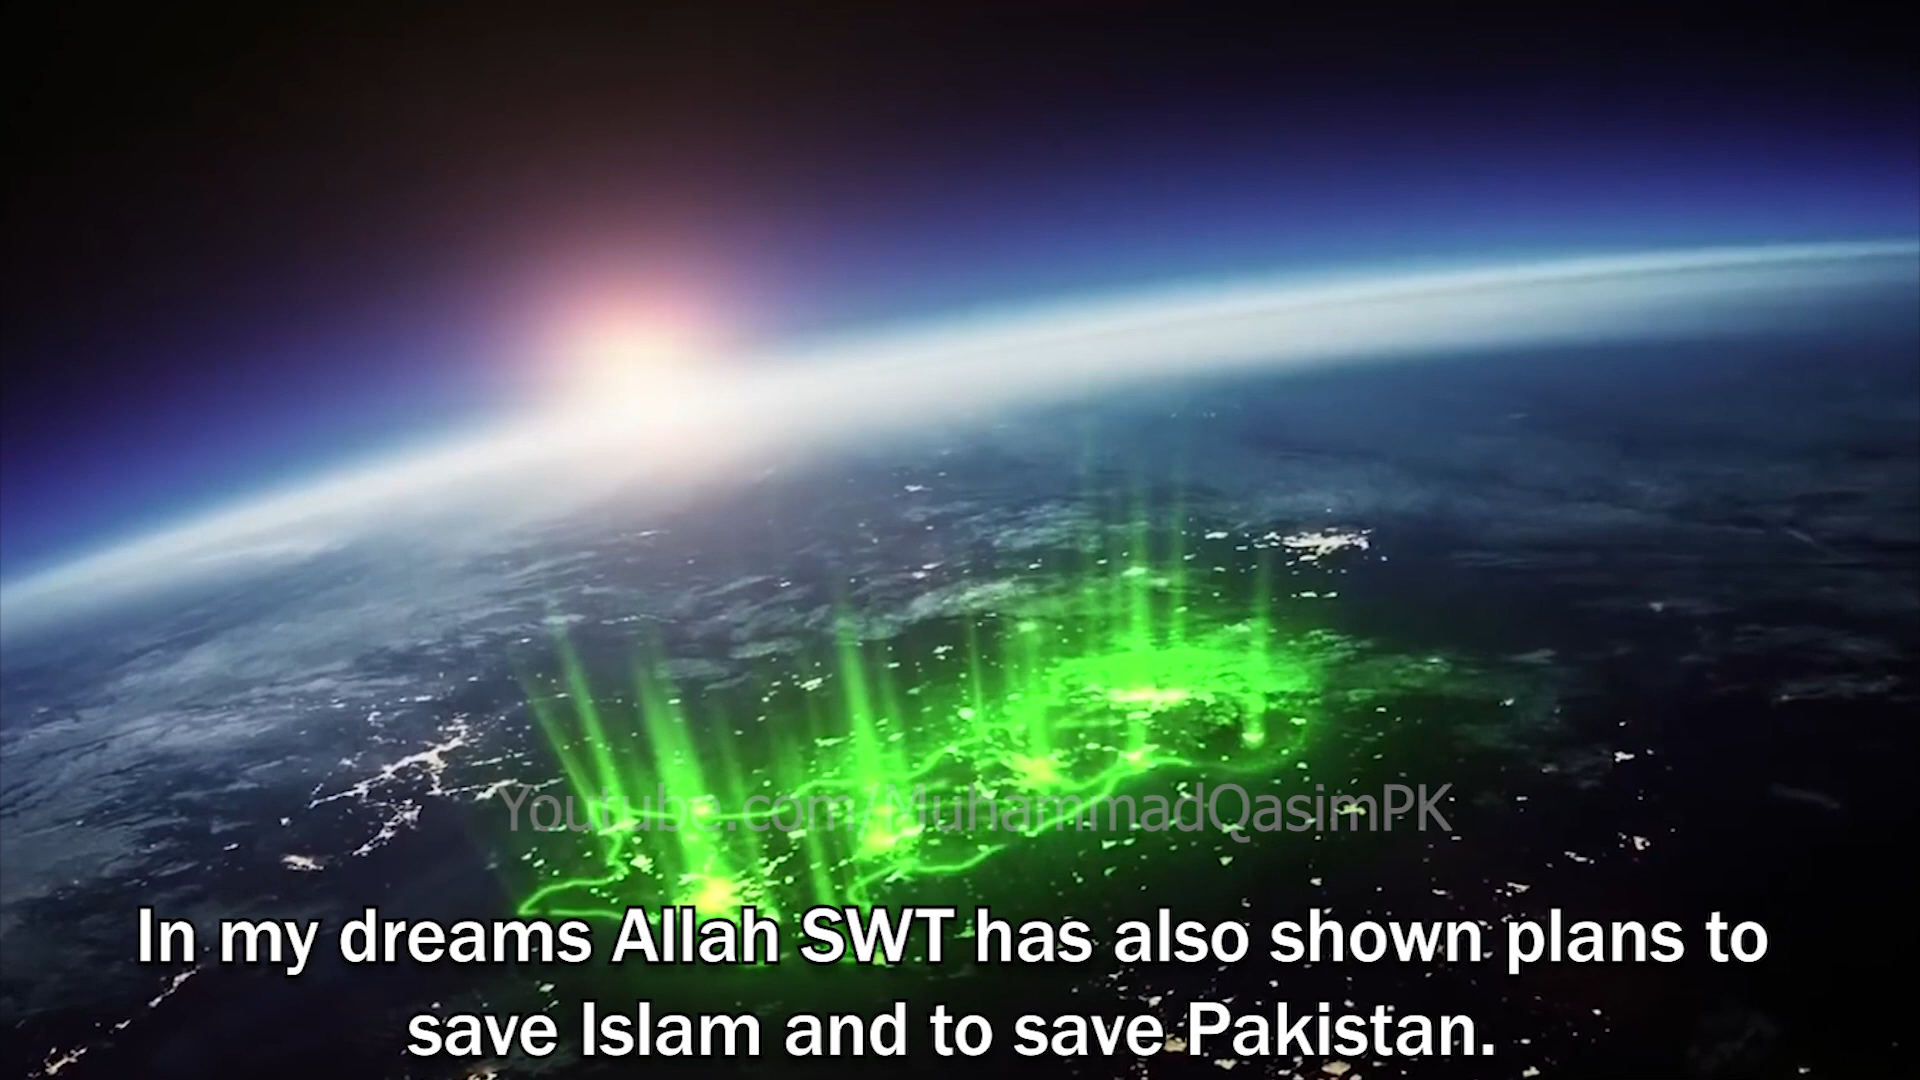 Youtube.com/MuhammadQasimPK
In my dreams Allah SWT has also shown plans to
save Islam and to save Pakistan.